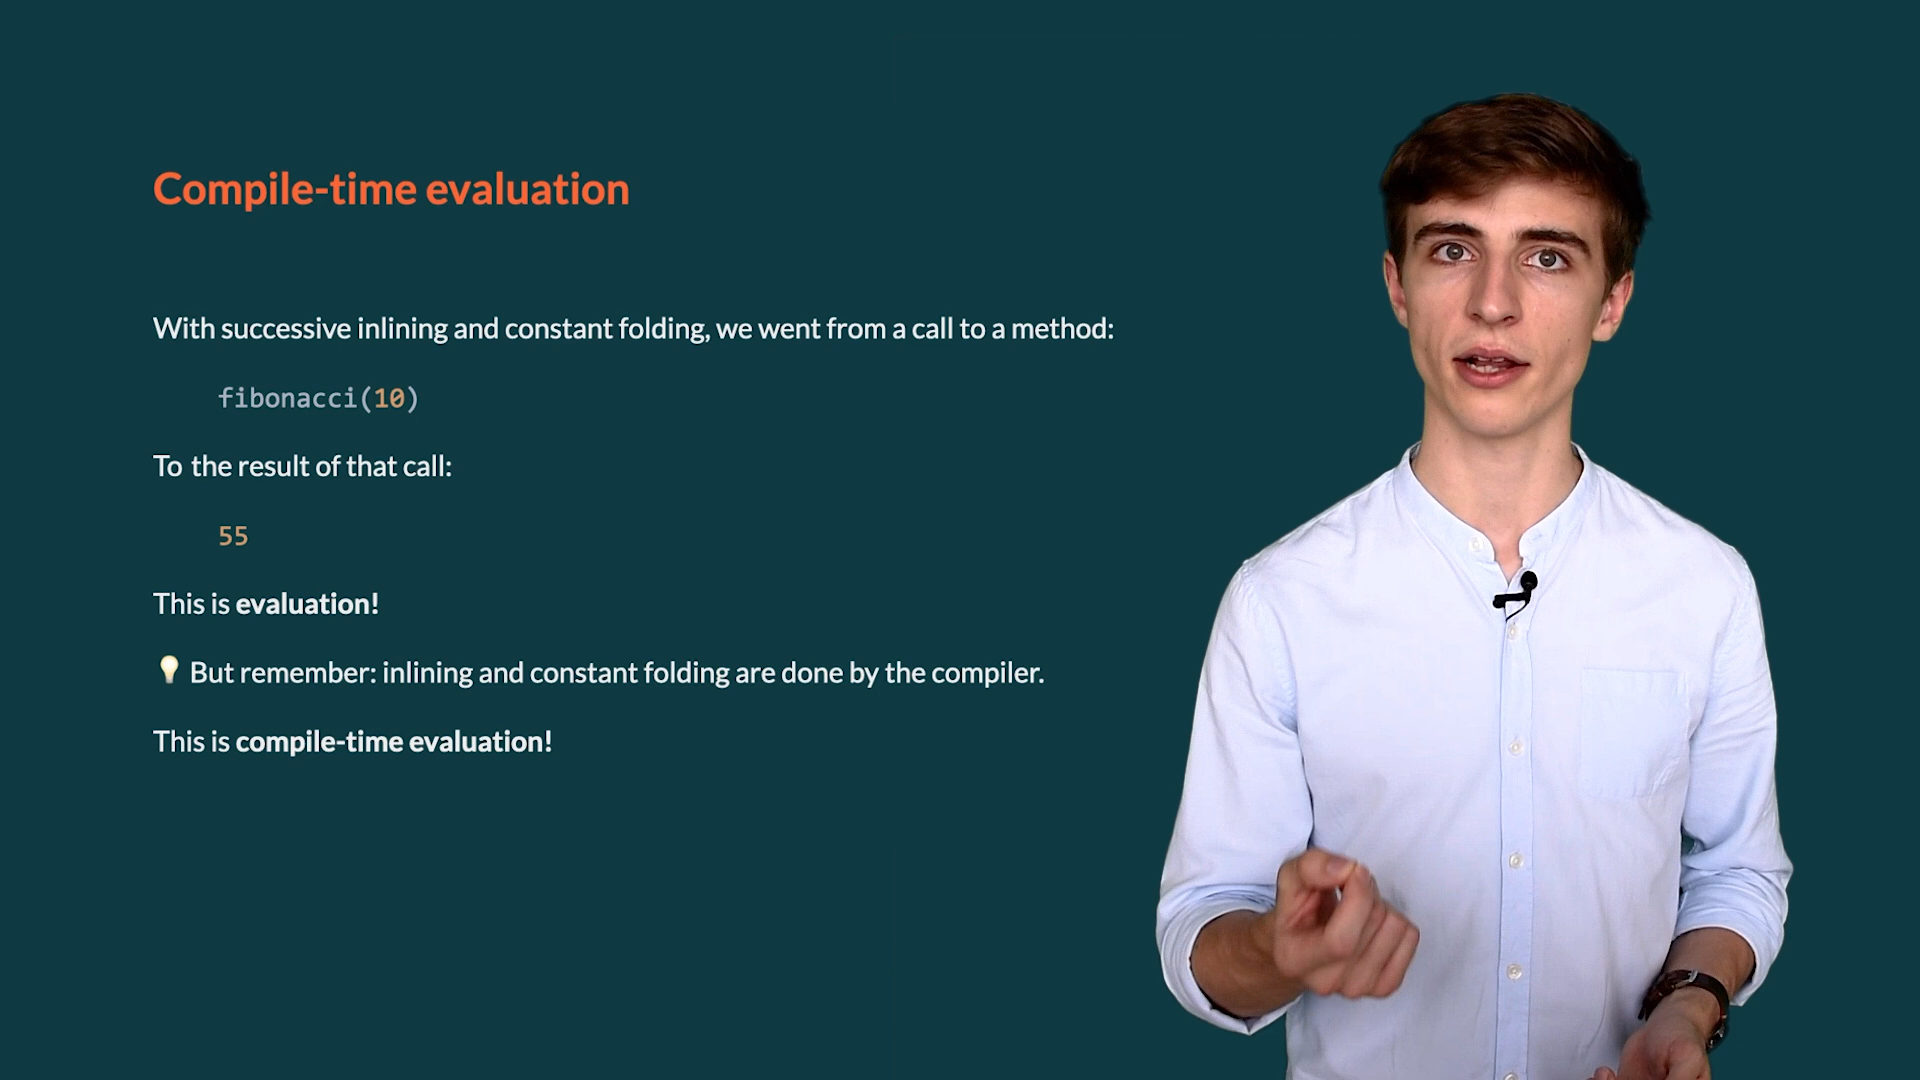 Compile-time evaluation
With successive inlining and constant folding, we went from a call to a method:
fibonacci(10)
To the result of that call:
55
This is evaluation!
💡 But remember: inlining and constant folding are done by the compiler.
This is compile-time evaluation!